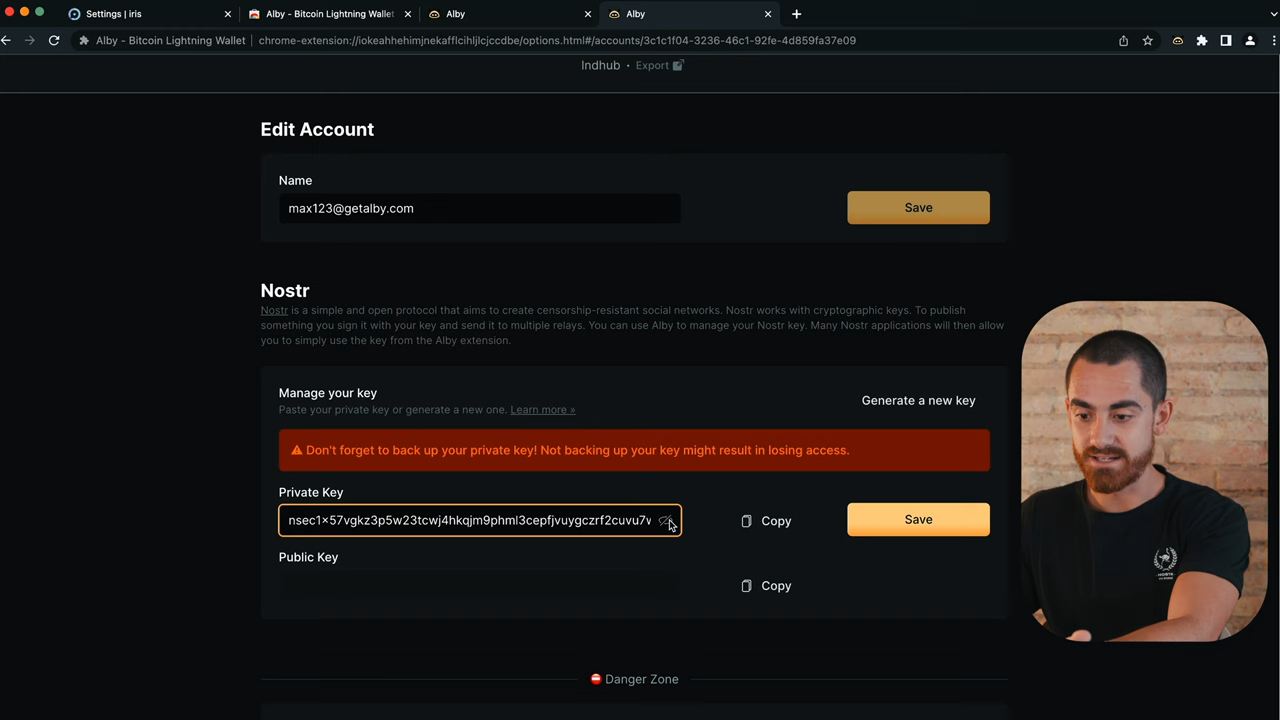 Settings | iris
Alby - Bitcoin Lightning Wallet
Alby
Alby
Alby - Bitcoin Lightning Wallet | chrome-extension://iokeahhehimjnekafflcihljlcjccdbe/options.html#/accounts/3c1c1f04-3236-46c1-92fe-4d859fa37e09
lndhub • Export
Edit Account
Name
max123@getalby.com
Save
Nostr
Nostr is a simple and open protocol that aims to create censorship-resistant social networks. Nostr works with cryptographic keys. To publish
something you sign it with your key and send it to multiple relays. You can use Alby to manage your Nostr key. Many Nostr applications will then allow
you to simply use the key from the Alby extension.
Manage your key
Paste your private key or generate a new one. Learn more »
Generate a new key
⚠ Don't forget to back up your private key! Not backing up your key might result in losing access.
Private Key
nsec1x57vgkz3p5w23tcwj4hkqjm9phml3cepfjvuygczrf2cuvu7
Copy
Save
Public Key
Copy
Danger Zone
NOSTR